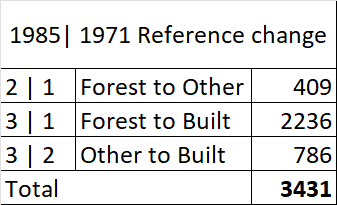 1985| 1971 Reference change
2 | 1 Forest to Other 409
3 | 1 Forest to Built 2236
3 | 2 Other to Built 786
Total 3431